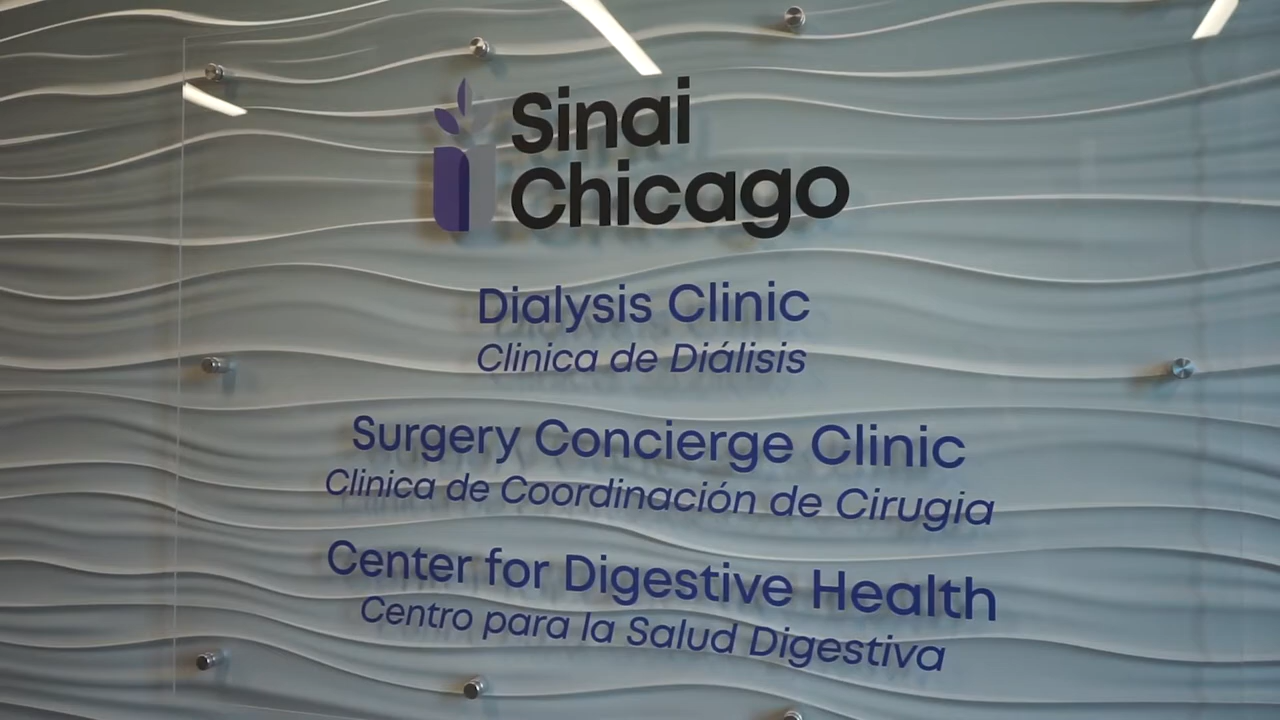 Sinai
Chicago
Dialysis Clinic
Clinica de Diálisis
Surgery Concierge Clinic
Clinica de Coordinación de Cirugia
Center for Digestive Health
Centro para la Salud Digestiva